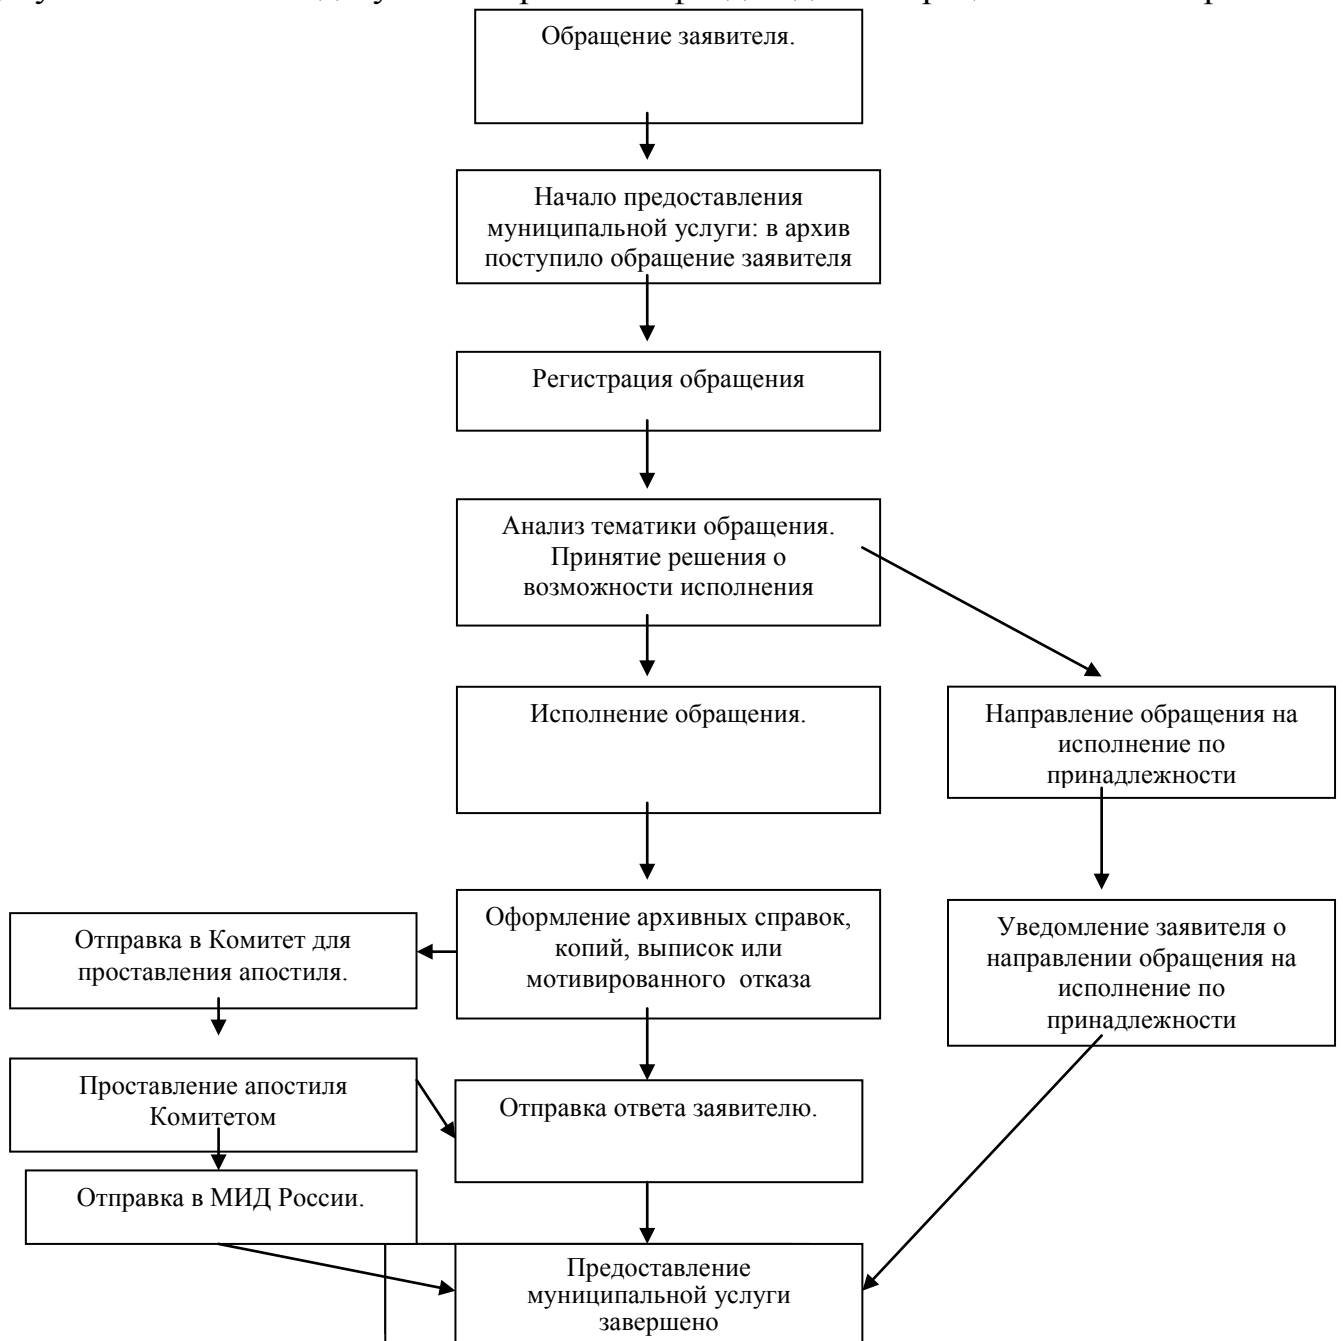 Обращение заявителя.
Начало предоставления
муниципальной услуги: в архив
поступило обращение заявителя
Регистрация обращения
Анализ тематики обращения.
Принятие решения о
возможности исполнения
Исполнение обращения.
Направление обращения на
исполнение по
принадлежности
Оформление архивных справок,
копий, выписок или
мотивированного отказа
Отправка в Комитет для
проставления апостиля.
Уведомление заявителя о
направлении обращения на
исполнение по
принадлежности
Проставление апостиля
Комитетом
Отправка ответа заявителю.
Отправка в МИД России.
Предоставление
муниципальной услуги
завершено